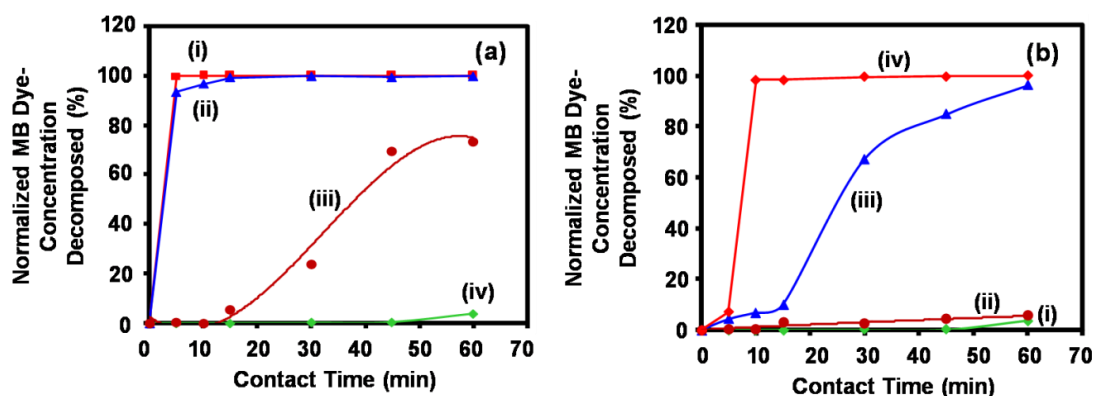 Normalized MB Dye-
Concentration
Decomposed (%)
120
100
80
60
40
20
0
(i)
(a)
(ii)
(iii)
(iv)
0 10 20 30 40 50 60 70
Contact Time (min)
Normalized MB Dye-
Concentration
Decomposed (%)
120
100
80
60
40
20
0
(b)
(iv)
(iii)
(ii)
(i)
0 10 20 30 40 50 60 70
Contact Time (min)